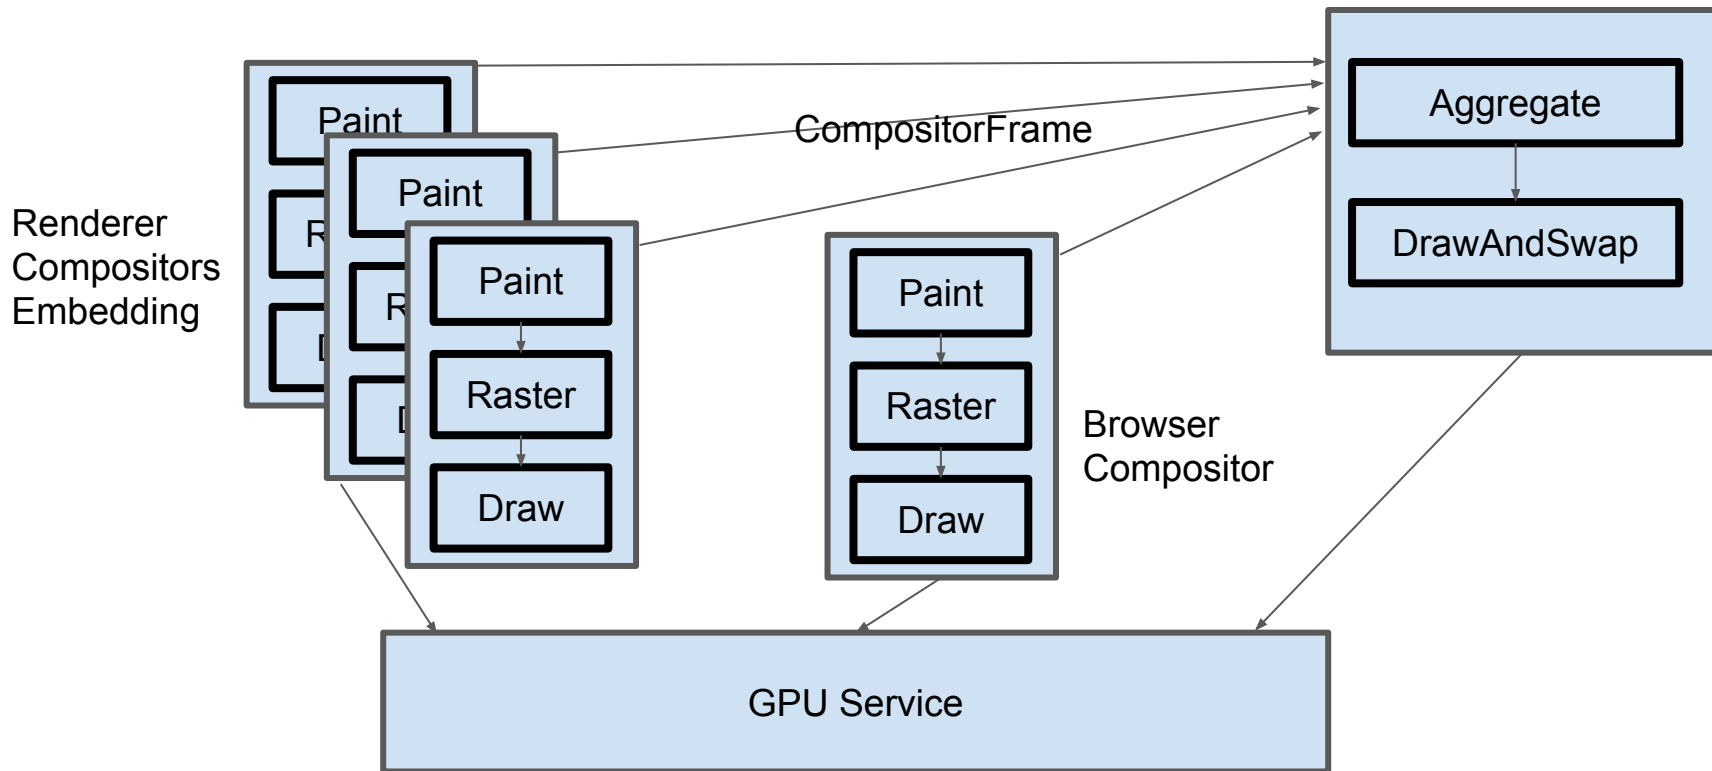 Paint
Paint
Paint
Raster
Draw
Renderer
Compositors
Embedding
CompositorFrame
Paint
Raster
Draw
Browser
Compositor
Aggregate
DrawAndSwap
GPU Service